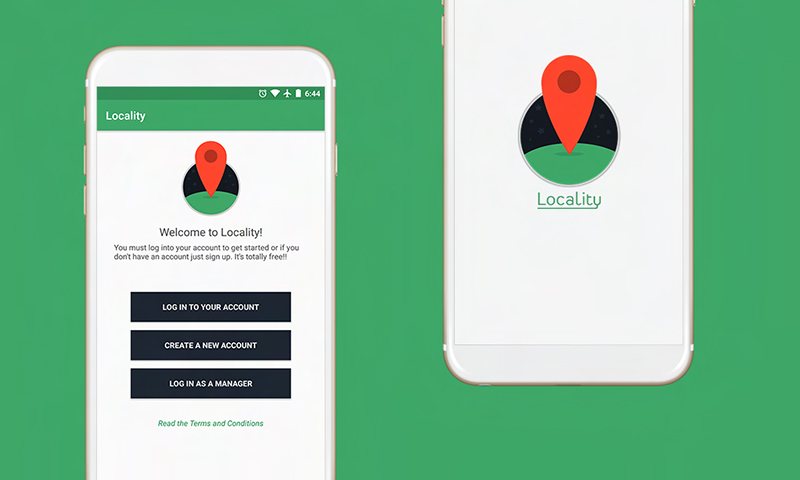 6:44
Locality
Welcome to Locality!
You must log into your account to get started or if you
don't have an account just sign up. It's totally free!!
LOG IN TO YOUR ACCOUNT
CREATE A NEW ACCOUNT
LOG IN AS A MANAGER
Read the Terms and Conditions
Locality